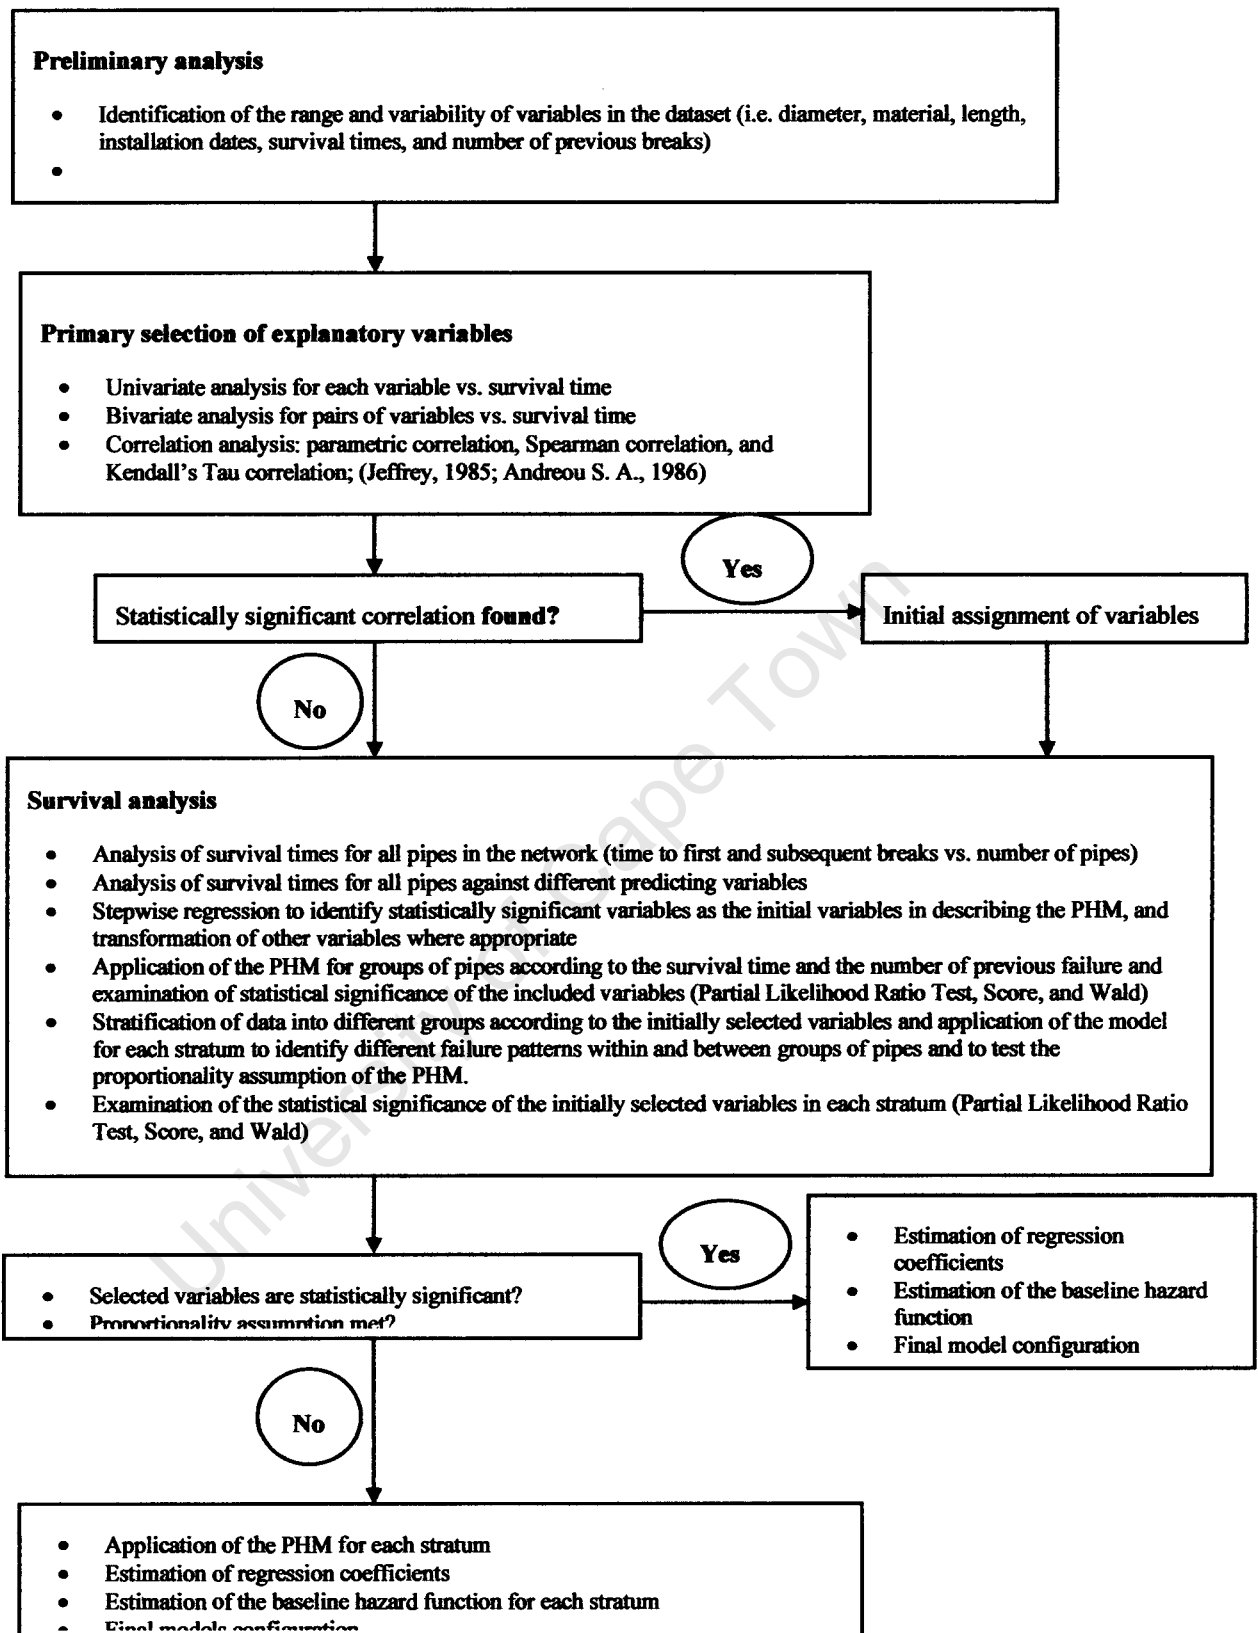 Preliminary analysis
• Identification of the range and variability of variables in the dataset (i.e. diameter, material, length,
installation dates, survival times, and number of previous breaks)
•
Primary selection of explanatory variables
• Univariate analysis for each variable vs. survival time
• Bivariate analysis for pairs of variables vs. survival time
• Correlation analysis: parametric correlation, Spearman correlation, and
Kendall's Tau correlation; (Jeffrey, 1985; Andreou S. A., 1986)
Yes
Statistically significant correlation found?
Initial assignment of variables
No
Survival analysis
• Analysis of survival times for all pipes in the network (time to first and subsequent breaks vs. number of pipes)
• Analysis of survival times for all pipes against different predicting variables
• Stepwise regression to identify statistically significant variables as the initial variables in describing the PHM, and
transformation of other variables where appropriate
• Application of the PHM for groups of pipes according to the survival time and the number of previous failure and
examination of statistical significance of the included variables (Partial Likelihood Ratio Test, Score, and Wald)
• Stratification of data into different groups according to the initially selected variables and application of the model
for each stratum to identify different failure patterns within and between groups of pipes and to test the
proportionality assumption of the PHM.
• Examination of the statistical significance of the initially selected variables in each stratum (Partial Likelihood Ratio
Test, Score, and Wald)
Yes
• Selected variables are statistically significant?
• Proportionality assumption met?
• Estimation of regression
coefficients
• Estimation of the baseline hazard
function
• Final model configuration
No
• Application of the PHM for each stratum
• Estimation of regression coefficients
• Estimation of the baseline hazard function for each stratum
• Final models configuration
University of Cape Town